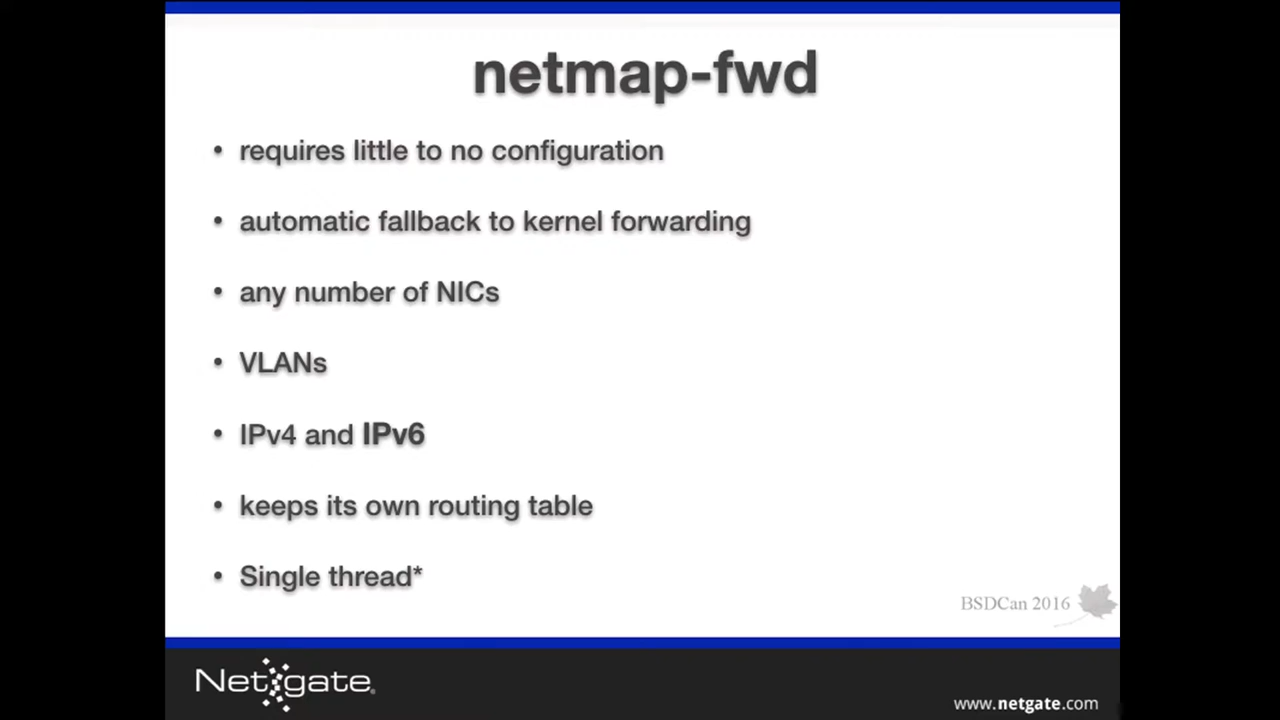 netmap-fwd
• requires little to no configuration
• automatic fallback to kernel forwarding
• any number of NICs
• VLANs
• IPv4 and IPv6
• keeps its own routing table
• Single thread*
BSDCan 2016
Netgate®
www.netgate.com